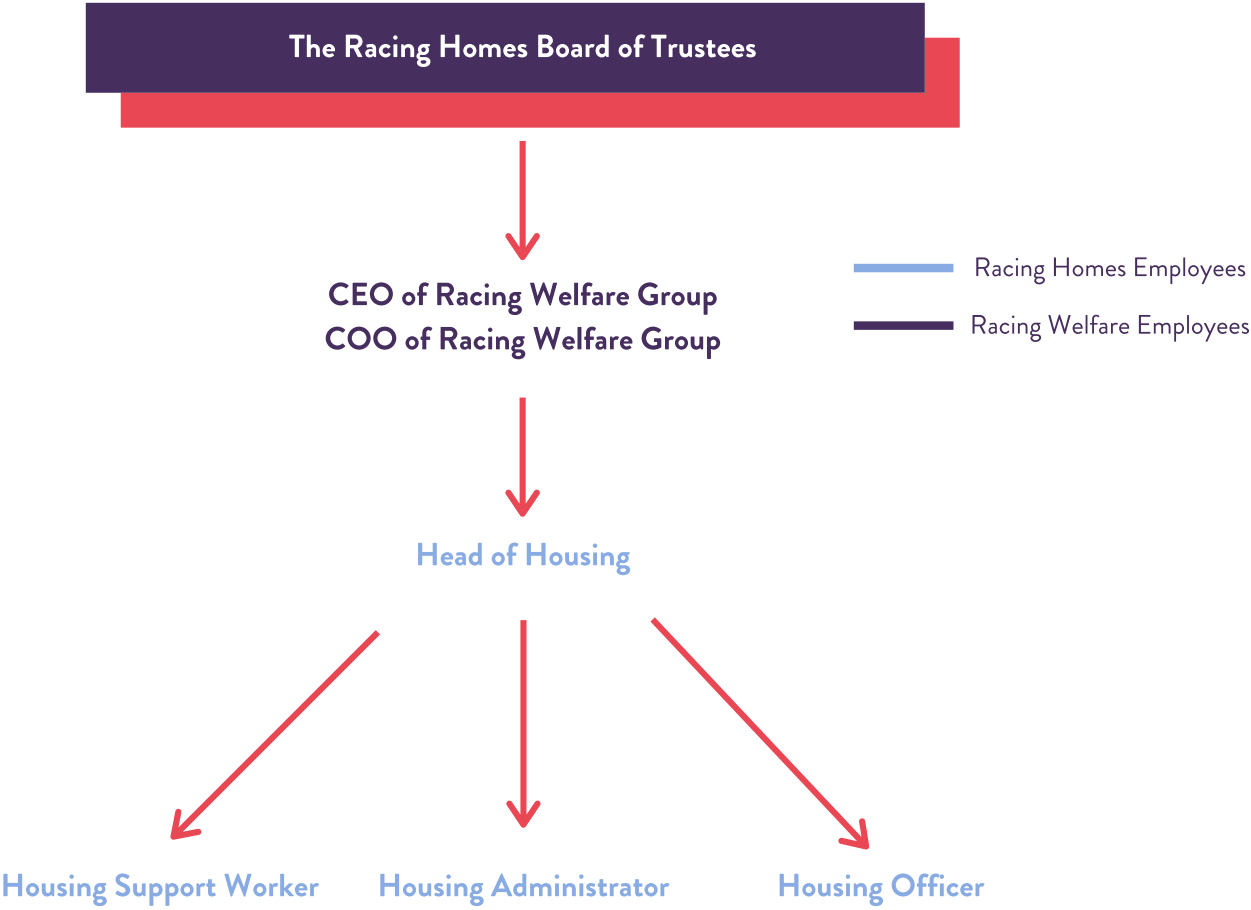 The Racing Homes Board of Trustees
CEO of Racing Welfare Group
COO of Racing Welfare Group
Racing Homes Employees
Racing Welfare Employees
Head of Housing
Housing Support Worker
Housing Administrator
Housing Officer